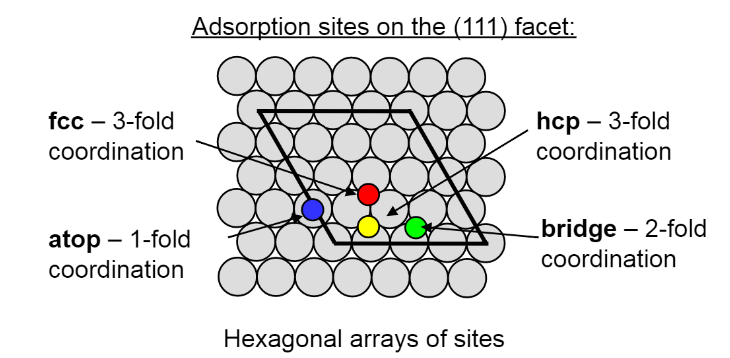 Adsorption sites on the (111) facet:
fcc – 3-fold
coordination
hcp – 3-fold
coordination
atop – 1-fold
coordination
bridge – 2-fold
coordination
Hexagonal arrays of sites